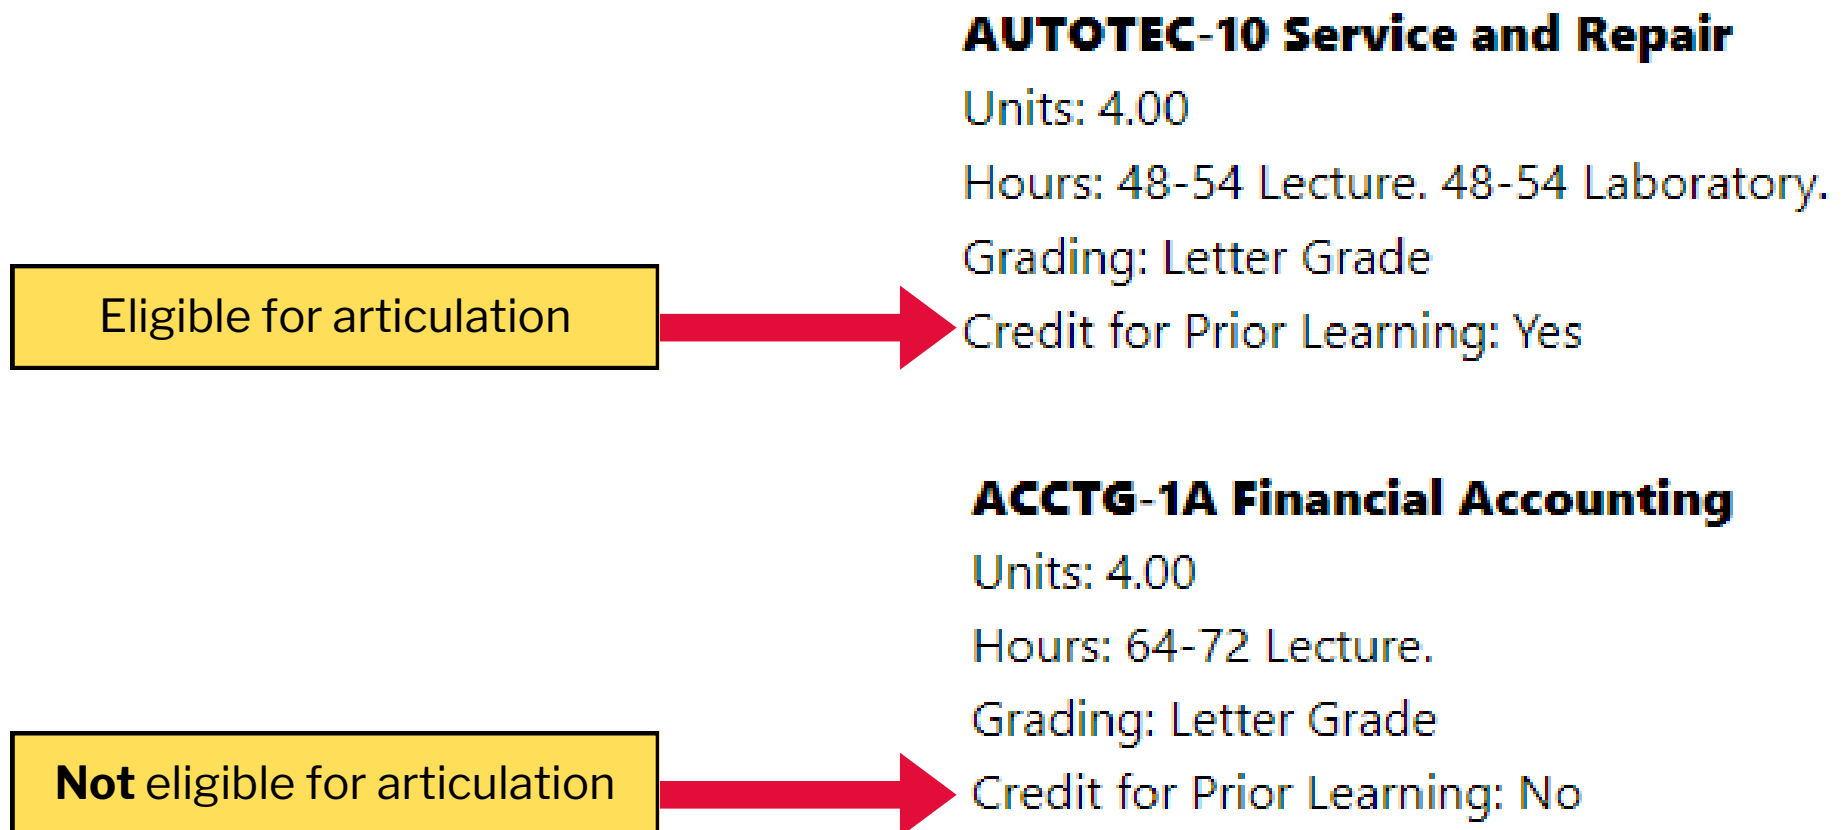 AUTOTEC-10 Service and Repair
Units: 4.00
Hours: 48-54 Lecture. 48-54 Laboratory.
Grading: Letter Grade
Eligible for articulation
Credit for Prior Learning: Yes
ACCTG-1A Financial Accounting
Units: 4.00
Hours: 64-72 Lecture.
Grading: Letter Grade
Not eligible for articulation
Credit for Prior Learning: No